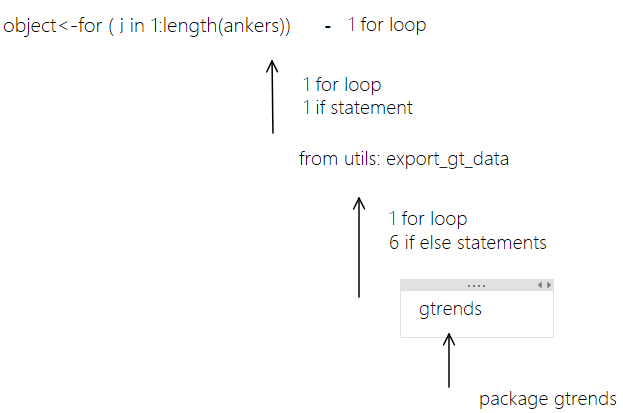 object<-for ( j in 1:length(ankers)) - 1 for loop
1 for loop
1 if statement
from utils: export_gt_data
1 for loop
6 if else statements
gtrends
package gtrends